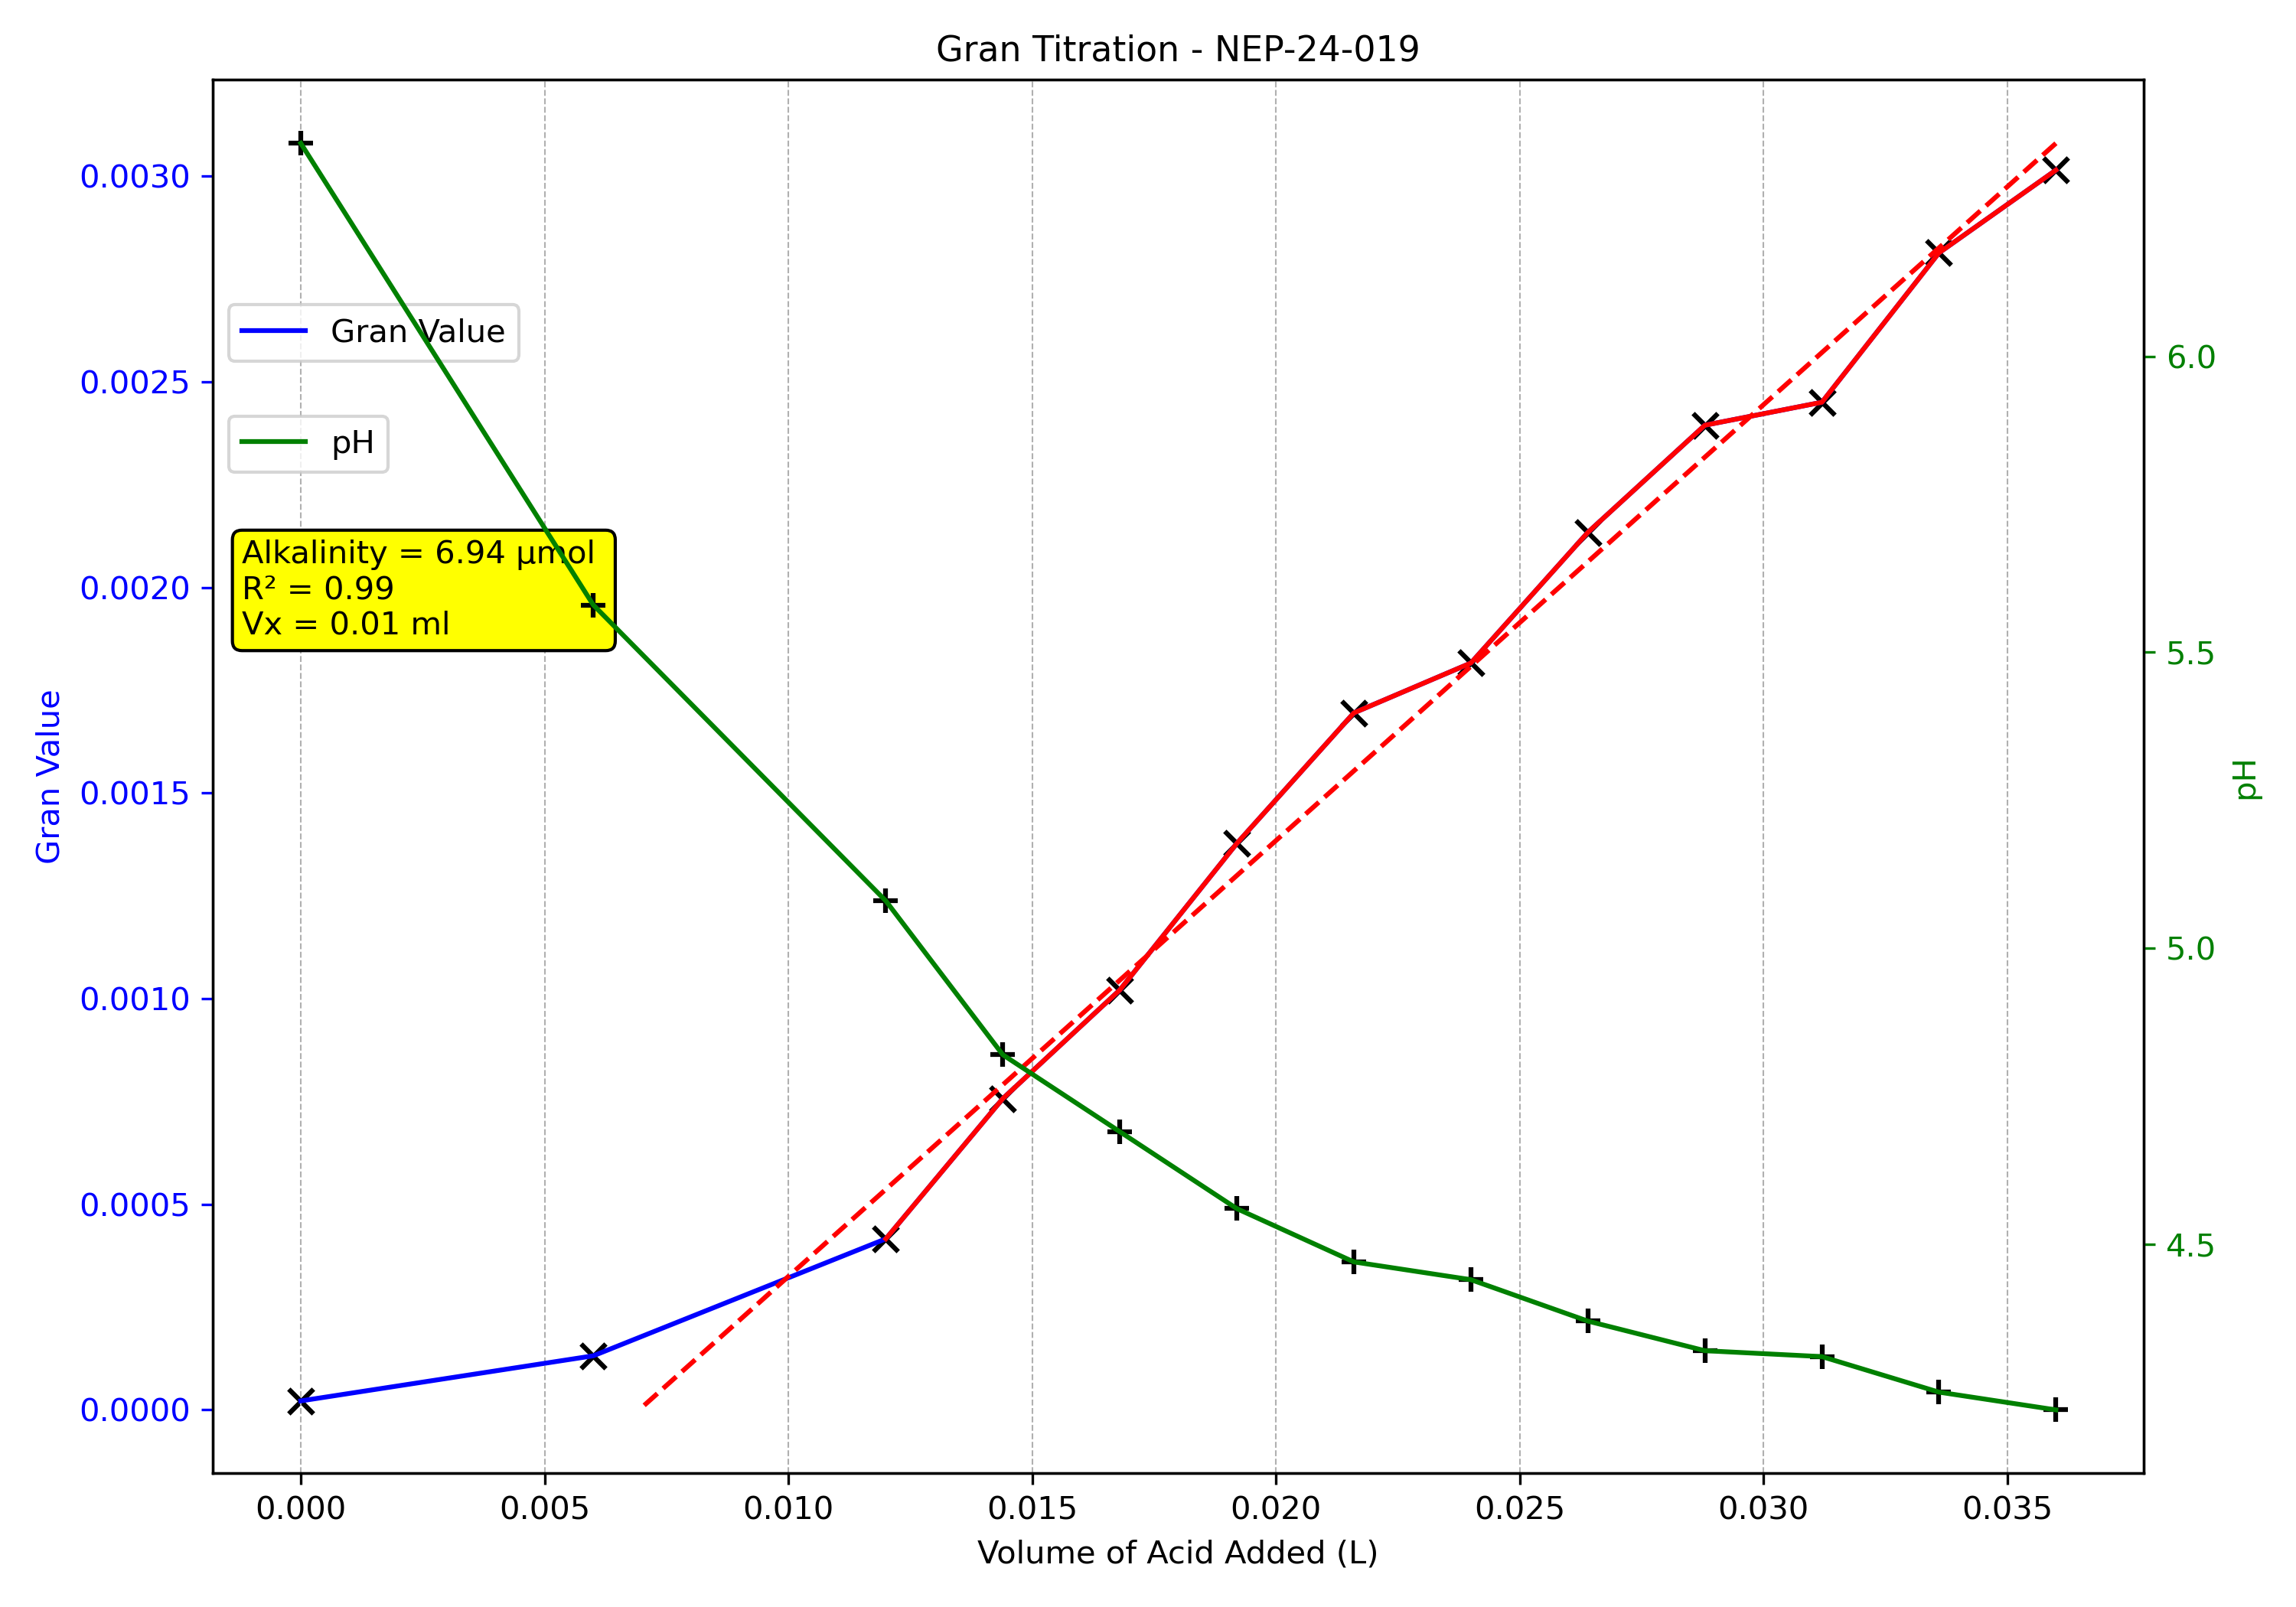 Gran Titration - NEP-24-019
Gran Value
pH
Alkalinity = 6.94 μmol
R² = 0.99
Vx = 0.01 ml
0.0030
0.0025
0.0020
0.0015
0.0010
0.0005
0.0000
Gran Value
6.0
5.5
5.0
4.5
pH
0.000 0.005 0.010 0.015 0.020 0.025 0.030 0.035
Volume of Acid Added (L)